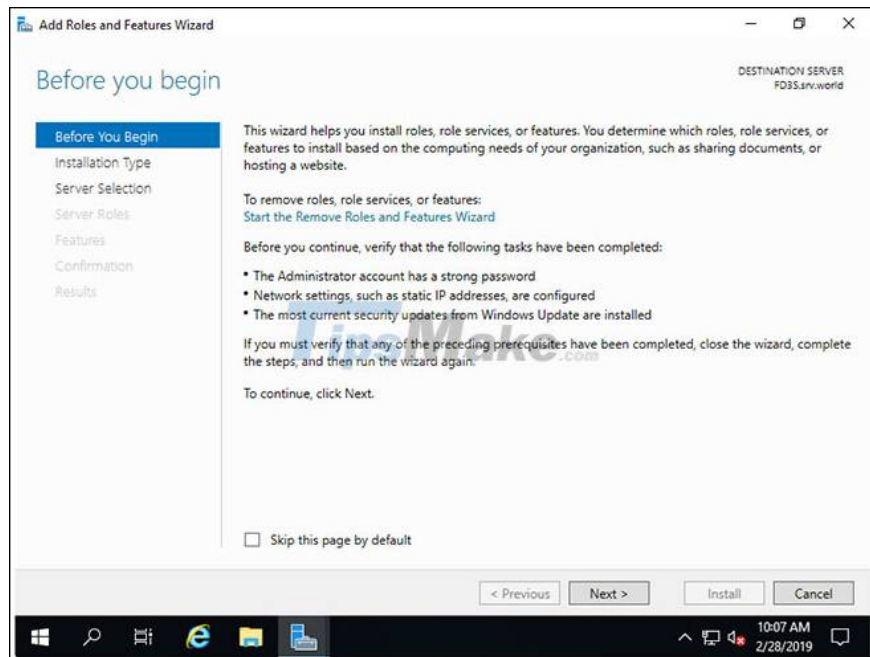 Add Roles and Features Wizard
Before you begin
DESTINATION SERVER
FD3S.srv.world
Before You Begin
Installation Type
Server Selection
Server Roles
Features
Confirmation
Results
This wizard helps you install roles, role services, or features. You determine which roles, role services, or
features to install based on the computing needs of your organization, such as sharing documents, or
hosting a website.
To remove roles, role services, or features:
Start the Remove Roles and Features Wizard
Before you continue, verify that the following tasks have been completed:
• The Administrator account has a strong password
• Network settings, such as static IP addresses, are configured
• The most current security updates from Windows Update are installed
TipsMake.com
If you must verify that any of the preceding prerequisites have been completed, close the wizard, complete
the steps, and then run the wizard again.
To continue, click Next.
Skip this page by default
< Previous
Next >
Install
Cancel
10:07 AM
2/28/2019